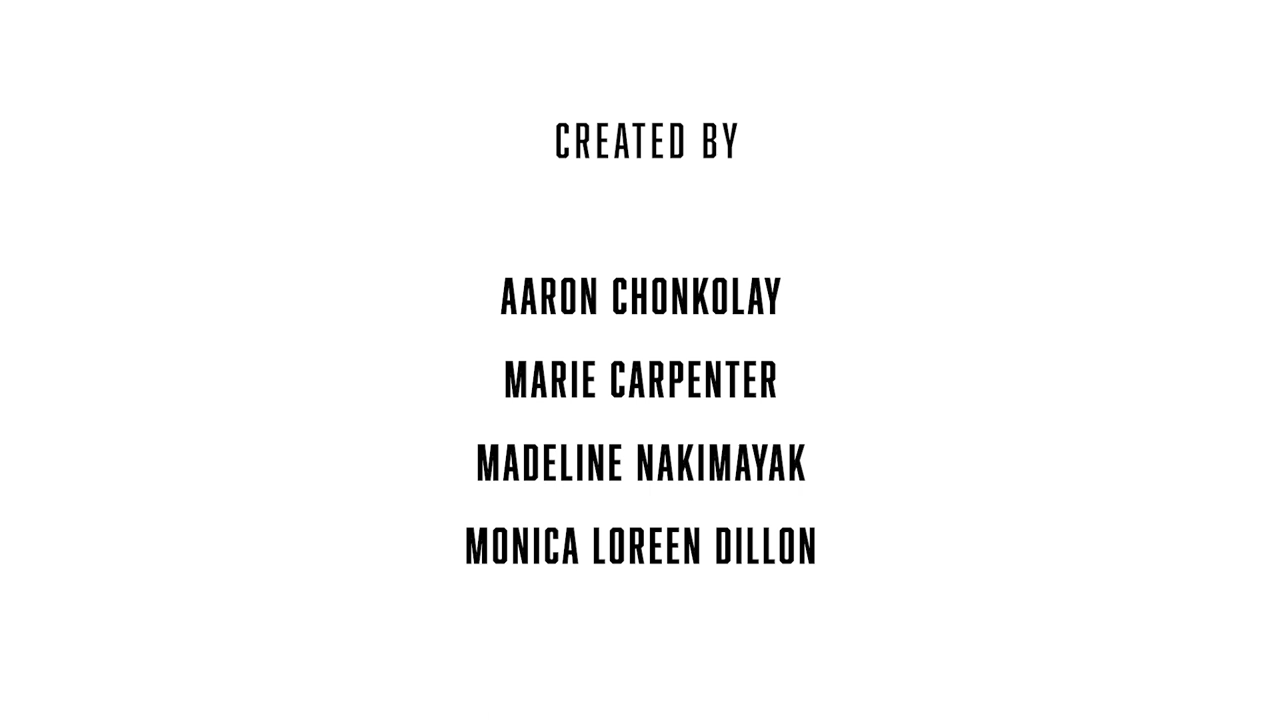 CREATED BY
AARON CHONKOLAY
MARIE CARPENTER
MADELINE NAKIMAYAK
MONICA LOREEN DILLON